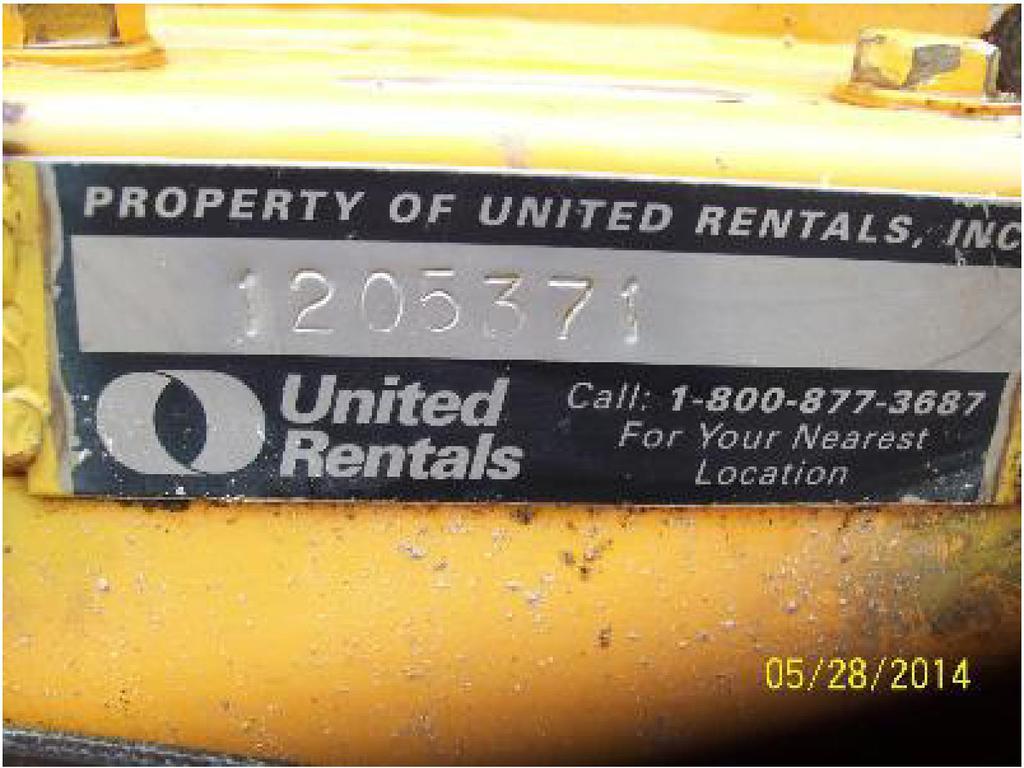 PROPERTY OF UNITED RENTALS, INC
1205371
United
Rentals
Call: 1-800-877-3687
For Your Nearest
Location
05/28/2014